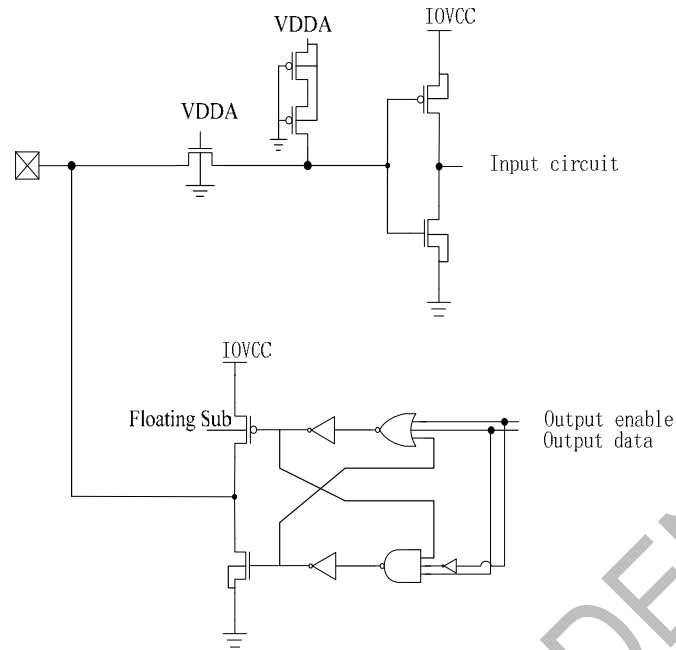 IOVCC
VDDA
VDDA
Input circuit
IOVCC
Floating Sub
Output enable
Output data